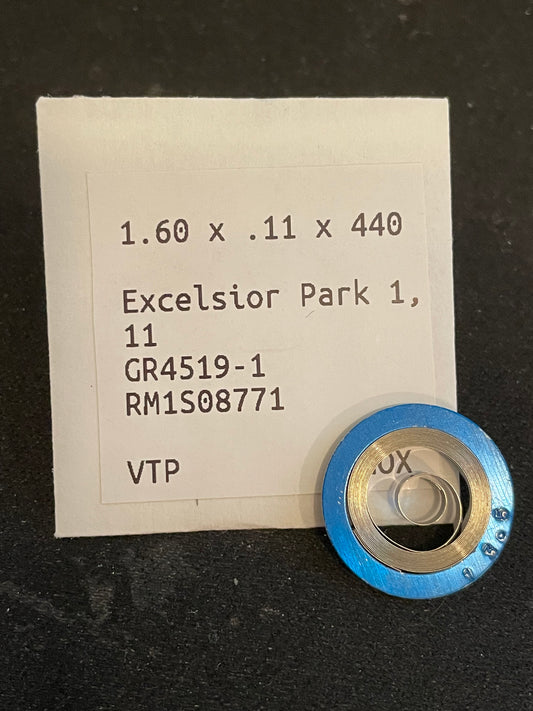 1.60 x .11 x 440
Excelsior Park 1,
11
GR4519-1
RM1S08771
VTP